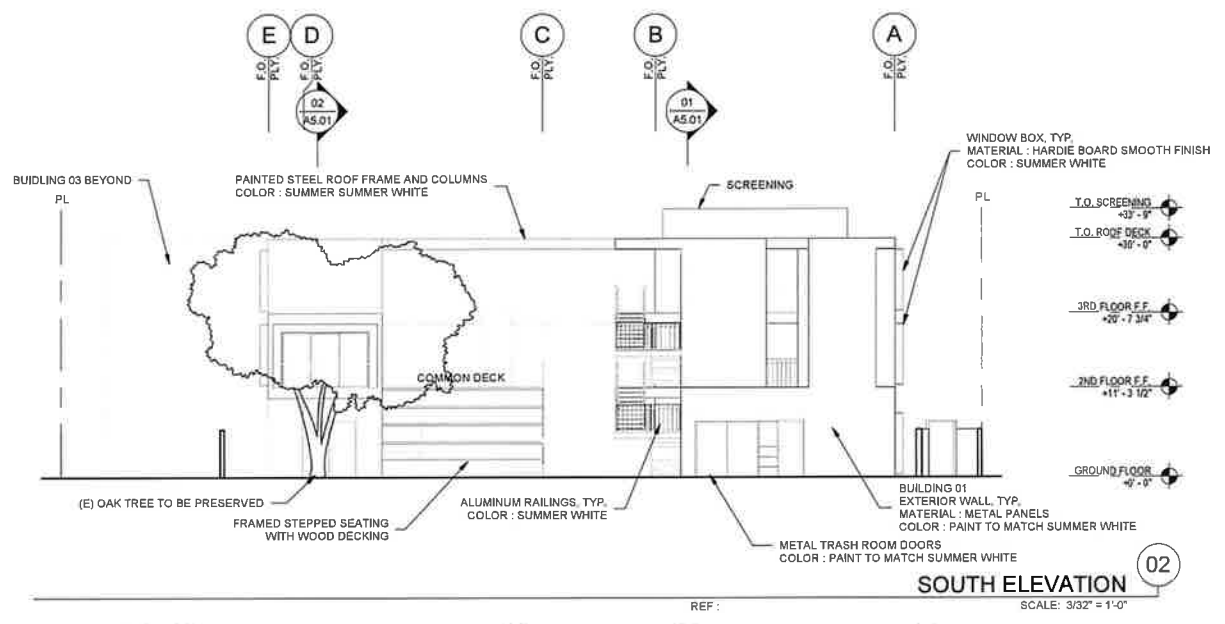 E D C B A
F.O. PLY. F.O. PLY. F.O. PLY. F.O. PLY. F.O. PLY.
02
A5.01
01
A5.01
WINDOW BOX, TYP.
MATERIAL : HARDIE BOARD SMOOTH FINISH
COLOR : SUMMER WHITE
BUIDLING 03 BEYOND
PAINTED STEEL ROOF FRAME AND COLUMNS
COLOR : SUMMER SUMMER WHITE
SCREENING
PL
PL
T.O. SCREENING
+33' - 9"
T.O. ROOF DECK
+30' - 0"
3RD FLOOR F.F.
+20' - 7 3/4"
COMMON DECK
2ND FLOOR F.F.
+11' - 3 1/2"
GROUND FLOOR
+0' - 0"
(E) OAK TREE TO BE PRESERVED
FRAMED STEPPED SEATING
WITH WOOD DECKING
ALUMINUM RAILINGS, TYP.
COLOR : SUMMER WHITE
BUILDING 01
EXTERIOR WALL, TYP.
MATERIAL : METAL PANELS
COLOR : PAINT TO MATCH SUMMER WHITE
METAL TRASH ROOM DOORS
COLOR : PAINT TO MATCH SUMMER WHITE
02
SOUTH ELEVATION
REF :
SCALE: 3/32" = 1'-0"